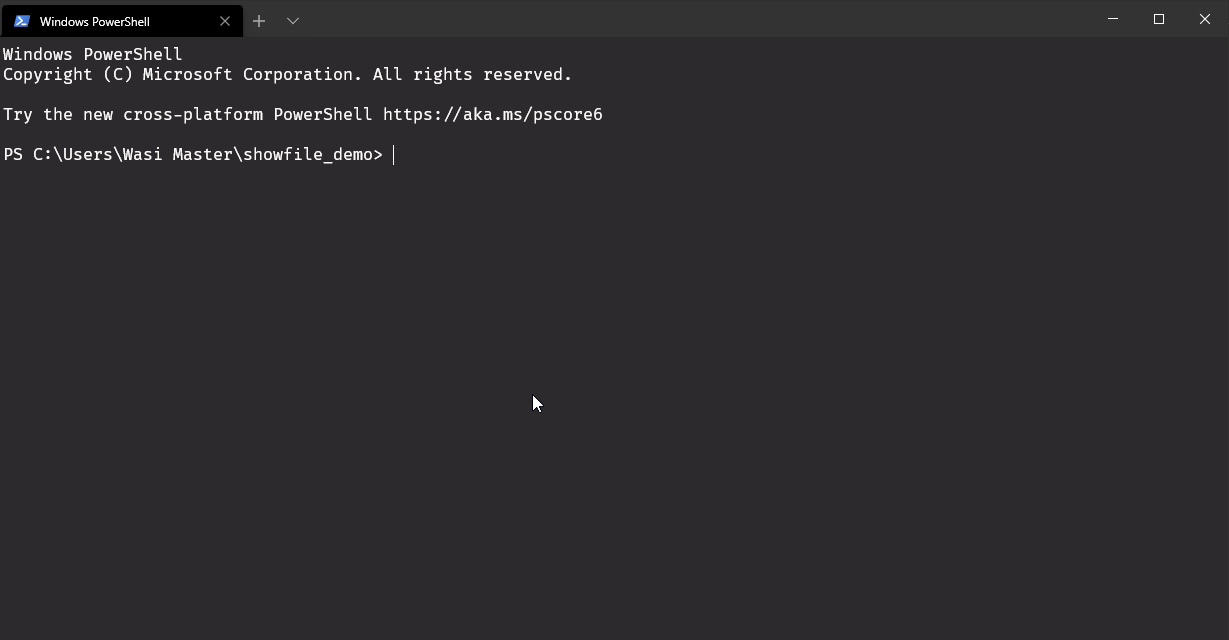 Windows PowerShell
Windows PowerShell
Copyright (C) Microsoft Corporation. All rights reserved.
Try the new cross-platform PowerShell https://aka.ms/pscore6
PS C:\Users\Wasi Master\showfile_demo>